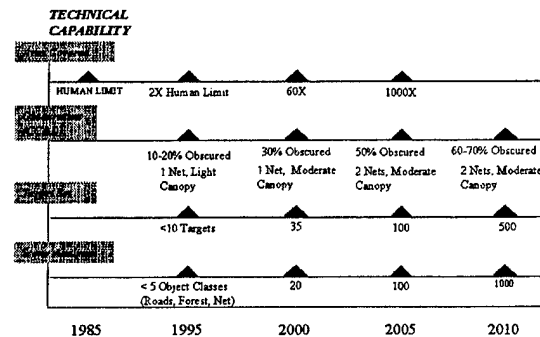 TECHNICAL
CAPABILITY
HUMAN LIMIT 2X Human Limit 60X 1000X
10-20% Obscured 30% Obscured 50% Obscured 60-70% Obscured
1 Net, Light 1 Net, Moderate 2 Nets, Moderate 2 Nets, Moderate
Canopy Canopy Canopy Canopy
<10 Targets 35 100 500
< 5 Object Classes 20 100 1000
(Roads, Forest, Net)
1985 1995 2000 2005 2010